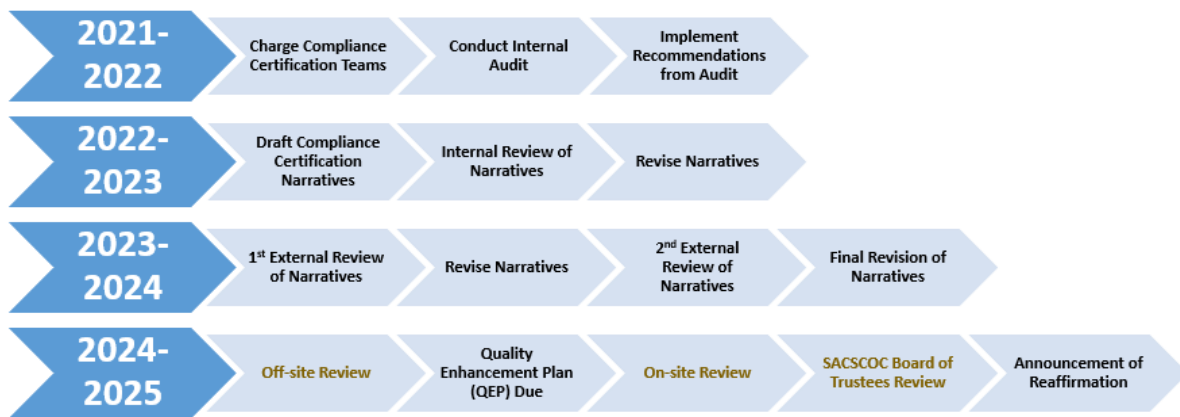 2021-
2022
Charge Compliance
Certification Teams
Conduct Internal
Audit
Implement
Recommendations
from Audit
2022-
2023
Draft Compliance
Certification
Narratives
Internal Review of
Narratives
Revise Narratives
2023-
2024
1st External Review
of Narratives
Revise Narratives
2nd External
Review of
Narratives
Final Revision of
Narratives
2024-
2025
Off-site Review
Quality
Enhancement Plan
(QEP) Due
On-site Review
SACSCOC Board of
Trustees Review
Announcement of
Reaffirmation